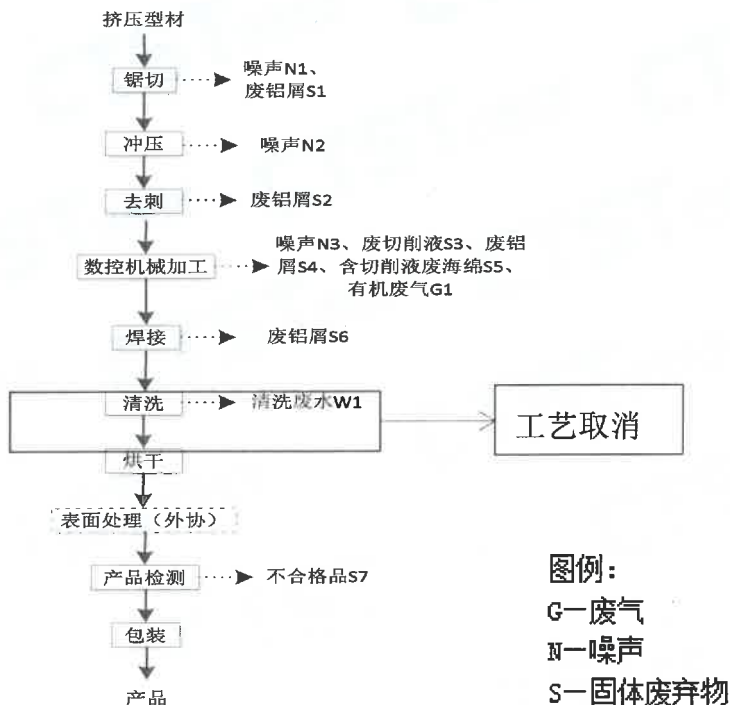 挤压型材
锯切
噪声N1、
废铝屑S1
冲压
噪声N2
去刺
废铝屑S2
数控机械加工
噪声N3、废切削液S3、废铝
屑S4、含切削液废海绵S5、
有机废气G1
焊接
废铝屑S6
清洗
清洗废水W1
工艺取消
烘干
表面处理（外协）
产品检测
不合格品S7
包装
产品
图例：
G—废气
N—噪声
S—固体废弃物